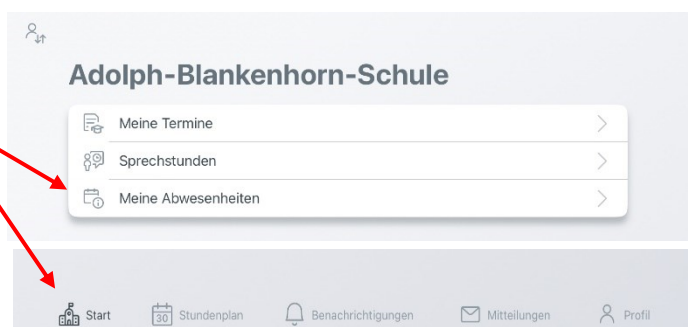 Adolph-Blankenhorn-Schule
Meine Termine
Sprechstunden
Meine Abwesenheiten
Start
30 Stundenplan
Benachrichtigungen
Mitteilungen
Profil